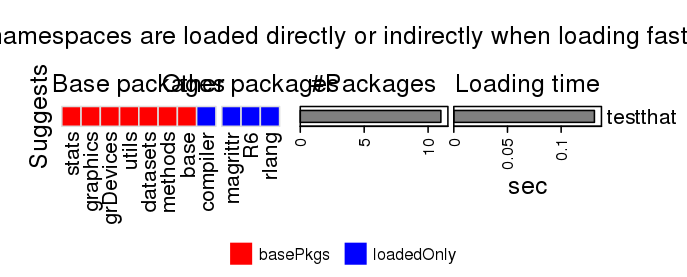 namespaces are loaded directly or indirectly when loading fast
Suggests
Base packages
Other packages
#Packages
Loading time
testthat
stats
graphics
grDevices
utils
datasets
methods
base
compiler
magrittr
R6
rlang
0
5
10
0
0.05
0.1
sec
basePkgs
loadedOnly